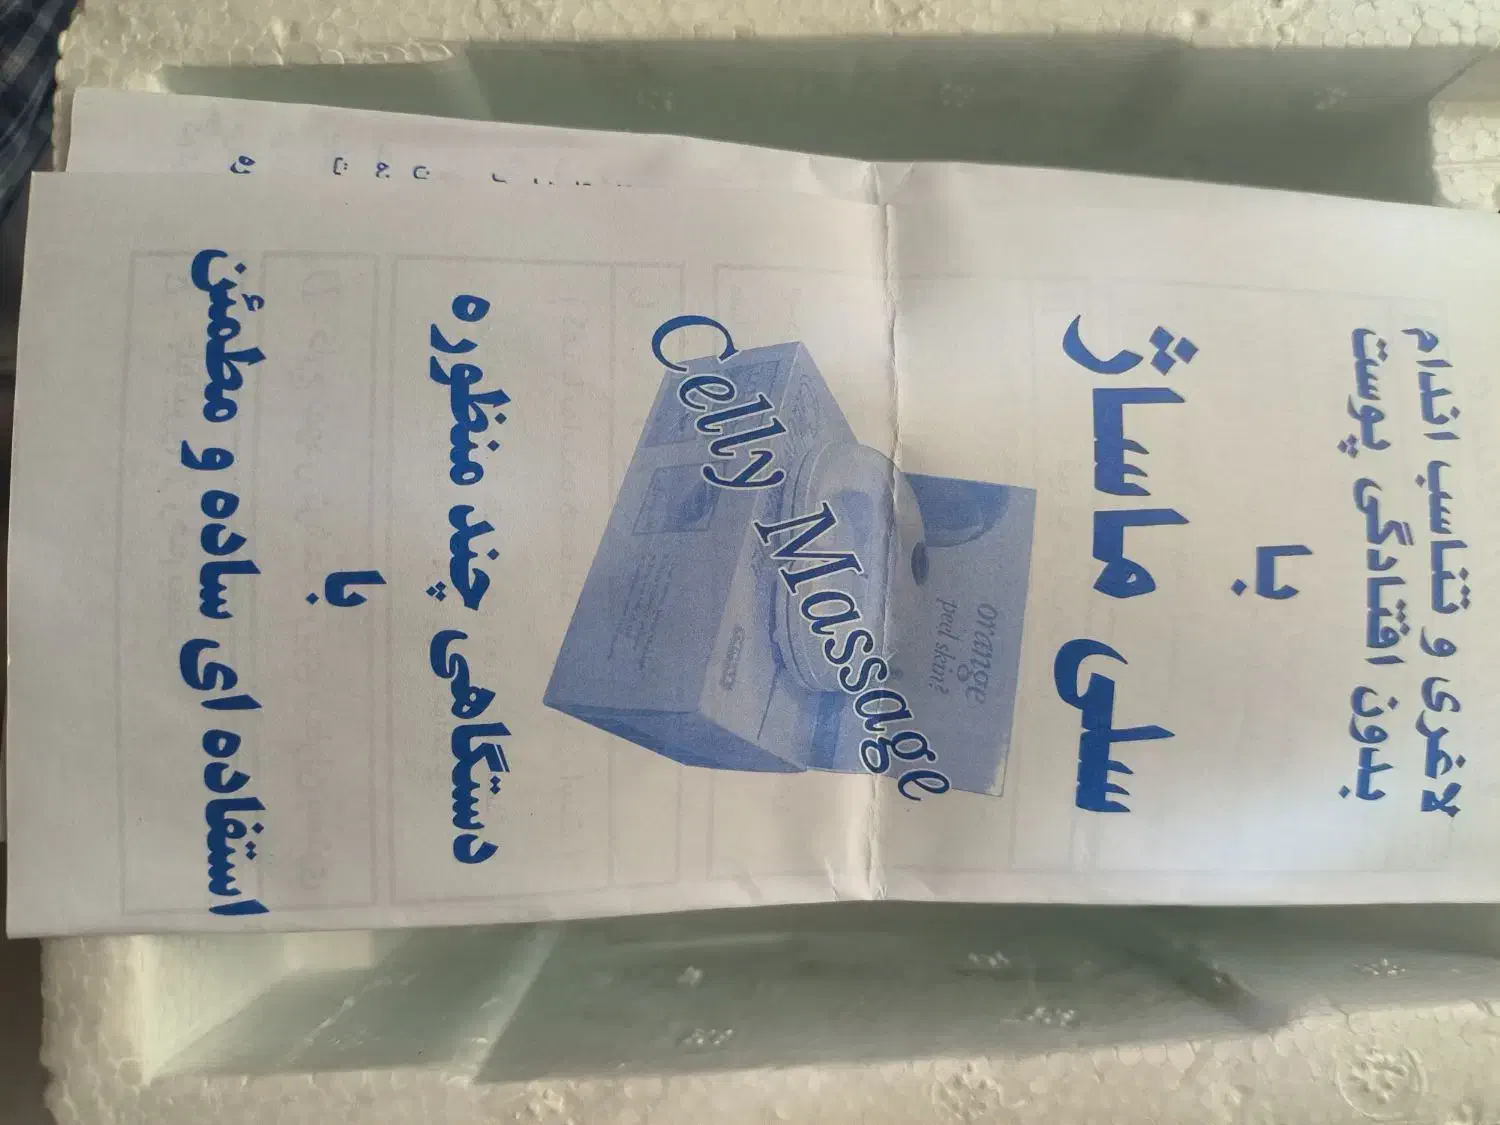 لاغری و تناسب اندام
بدون افتادگی پوست
با
سلی ماساژ
Celly Massage
orange
peel skin?
دستگاهی چند منظوره
با
استفاده ای ساده و مطمئن